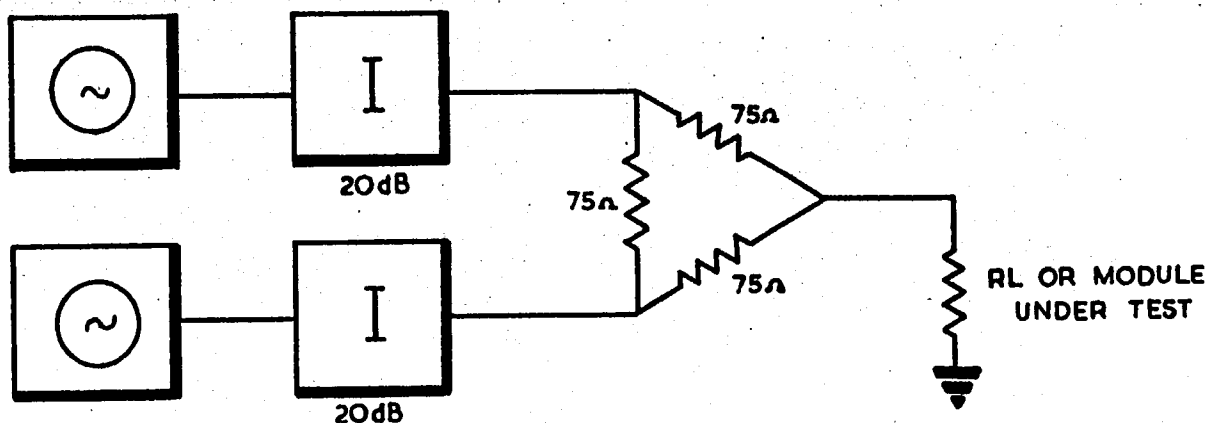 ~
I
20dB
75Ω
75Ω
75Ω
~
I
20dB
RL OR MODULE
UNDER TEST